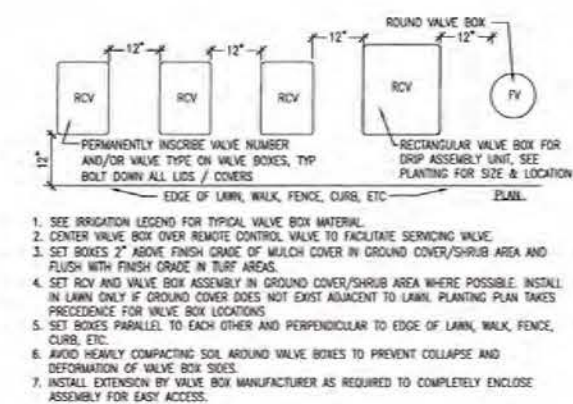 ROUND VALVE BOX
12" 12" 12" 12"
RCV RCV RCV RCV FV
12"
PERMANENTLY INSCRIBE VALVE NUMBER
AND/OR VALVE TYPE ON VALVE BOXES, TYP
BOLT DOWN ALL LIDS / COVERS
RECTANGULAR VALVE BOX FOR
DRIP ASSEMBLY UNIT, SEE
PLANTING FOR SIZE & LOCATION
EDGE OF LAWN, WALK, FENCE, CURB, ETC
PLAN
1. SEE IRRIGATION LEGEND FOR TYPICAL VALVE BOX MATERIAL.
2. CENTER VALVE BOX OVER REMOTE CONTROL VALVE TO FACILITATE SERVICING VALVE.
3. SET BOXES 2" ABOVE FINISH GRADE OF MULCH COVER IN GROUND COVER/SHRUB AREA AND
FLUSH WITH FINISH GRADE IN TURF AREAS.
4. SET RCV AND VALVE BOX ASSEMBLY IN GROUND COVER/SHRUB AREA WHERE POSSIBLE. INSTALL
IN LAWN ONLY IF GROUND COVER DOES NOT EXIST ADJACENT TO LAWN. PLANTING PLAN TAKES
PRECEDENCE FOR VALVE BOX LOCATIONS
5. SET BOXES PARALLEL TO EACH OTHER AND PERPENDICULAR TO EDGE OF LAWN, WALK, FENCE,
CURB, ETC.
6. AVOID HEAVILY COMPACTING SOIL AROUND VALVE BOXES TO PREVENT COLLAPSE AND
DEFORMATION OF VALVE BOX SIDES.
7. INSTALL EXTENSION BY VALVE BOX MANUFACTURER AS REQUIRED TO COMPLETELY ENCLOSE
ASSEMBLY FOR EASY ACCESS.